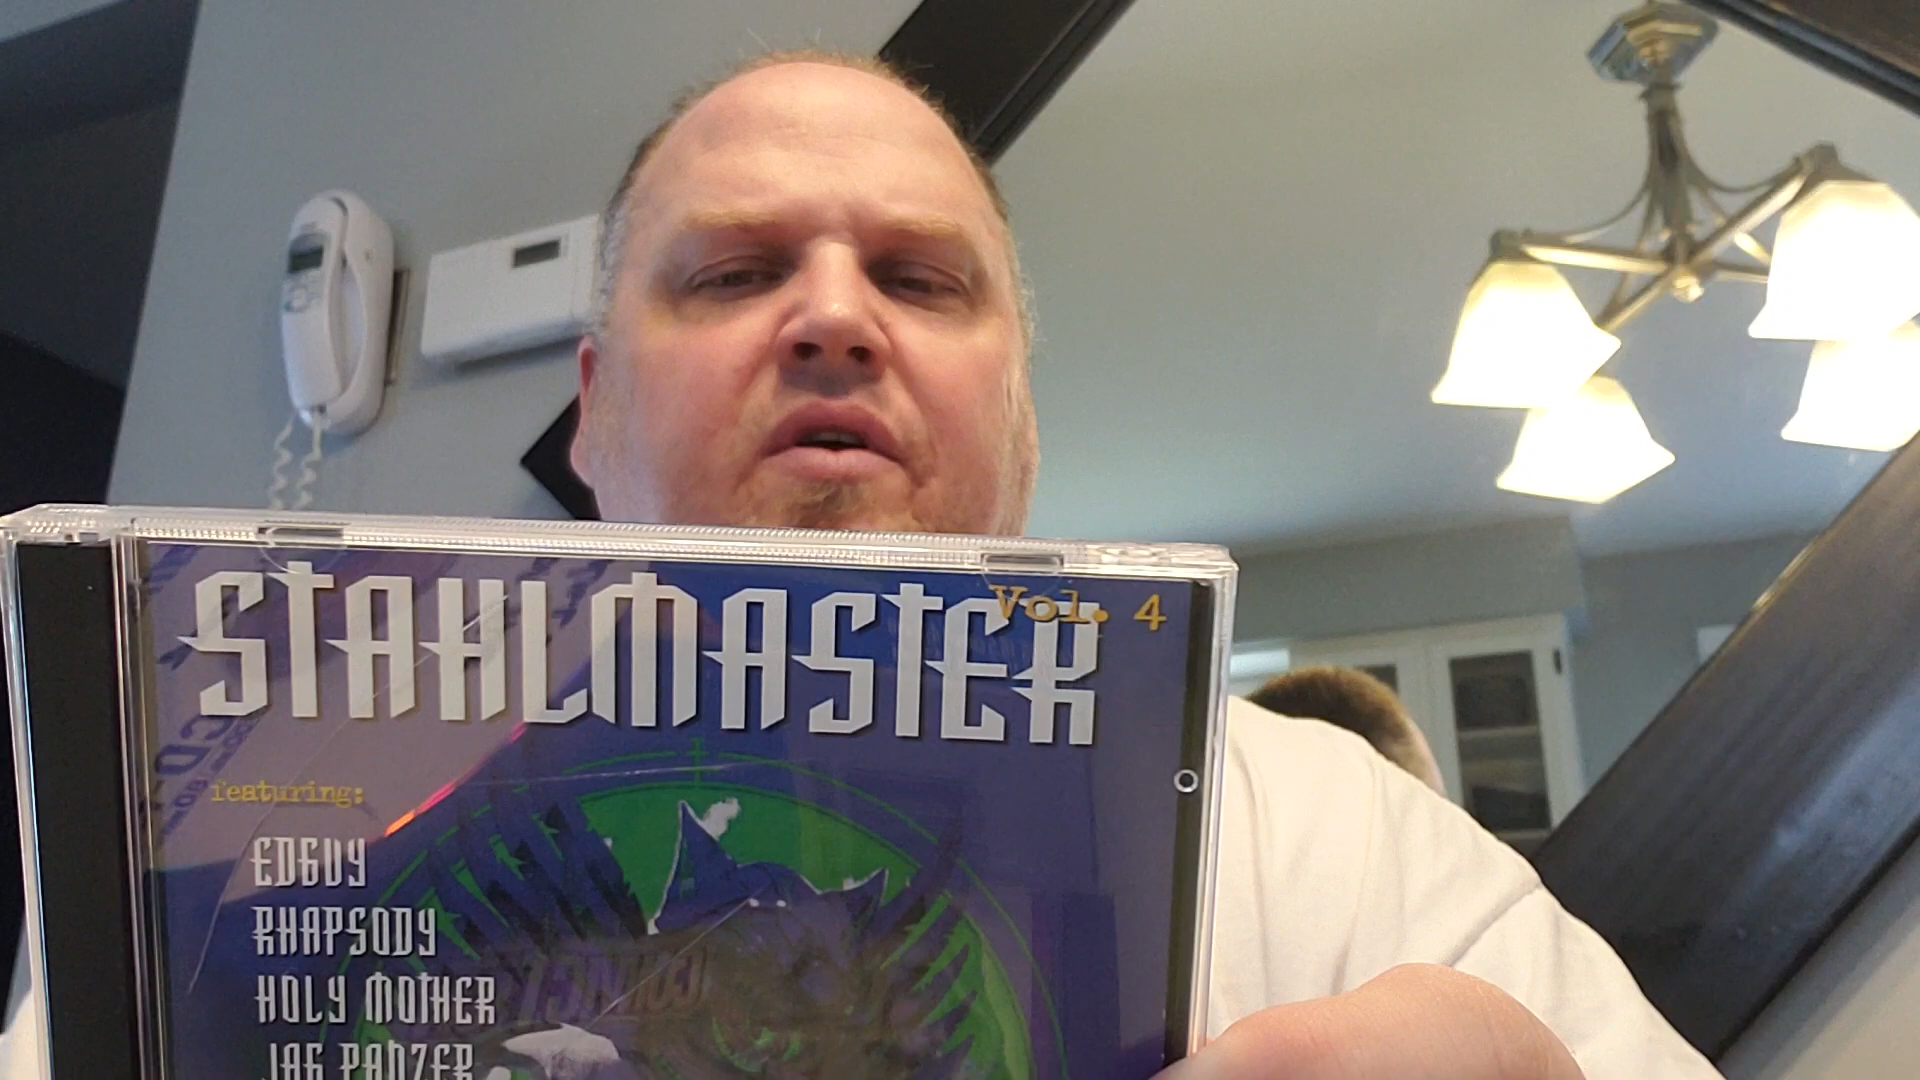 STAHLMASTER
Vol. 4
featuring:
EDGUY
RHAPSODY
HOLY MOTHER
JAG PANZER